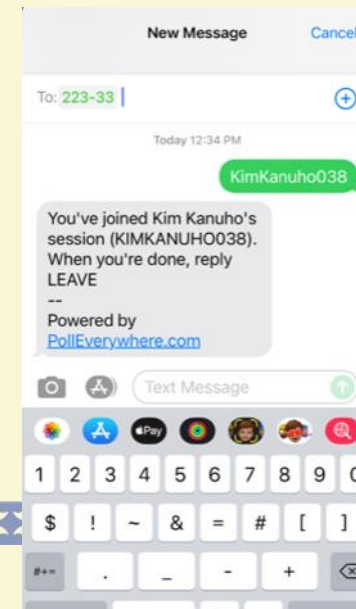 New Message Cancel
To: 223-33
Today 12:34 PM
KimKanuho038
You've joined Kim Kanuho's
session (KIMKANUHO038).
When you're done, reply
LEAVE
--
Powered by
PollEverywhere.com
Text Message
Pay
1 2 3 4 5 6 7 8 9 0
$ ! ~ & = # [ ]
#+= . _ - +